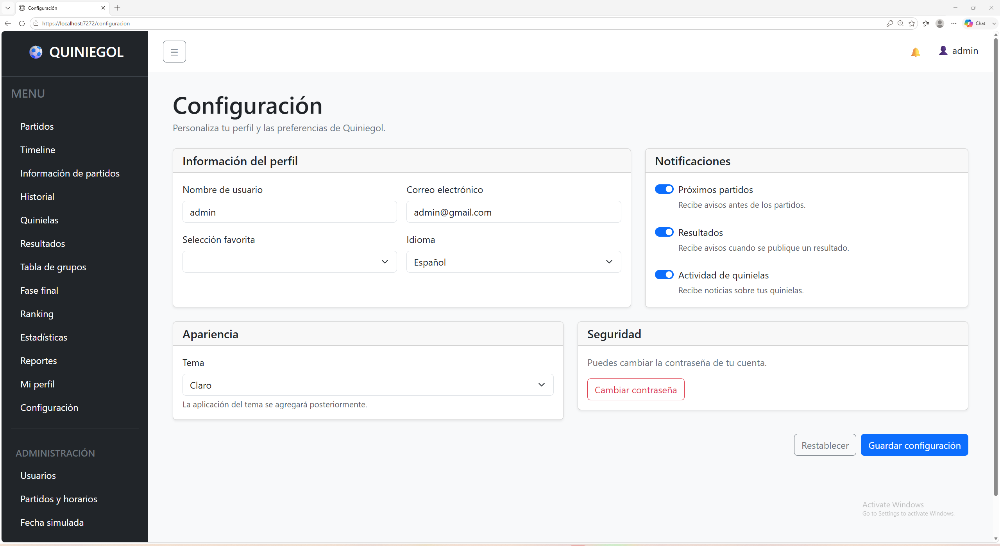 Configuración
https://localhost:7272/configuracion
Chat
QUINIEGOL
admin
MENU
Partidos
Timeline
Información de partidos
Historial
Quinielas
Resultados
Tabla de grupos
Fase final
Ranking
Estadísticas
Reportes
Mi perfil
Configuración
ADMINISTRACIÓN
Usuarios
Partidos y horarios
Fecha simulada
Configuración
Personaliza tu perfil y las preferencias de Quiniegol.
Información del perfil
Nombre de usuario
admin
Correo electrónico
admin@gmail.com
Selección favorita
Idioma
Español
Notificaciones
Próximos partidos
Recibe avisos antes de los partidos.
Resultados
Recibe avisos cuando se publique un resultado.
Actividad de quinielas
Recibe noticias sobre tus quinielas.
Apariencia
Tema
Claro
La aplicación del tema se agregará posteriormente.
Seguridad
Puedes cambiar la contraseña de tu cuenta.
Cambiar contraseña
Restablecer
Guardar configuración
Activate Windows
Go to Settings to activate Windows.